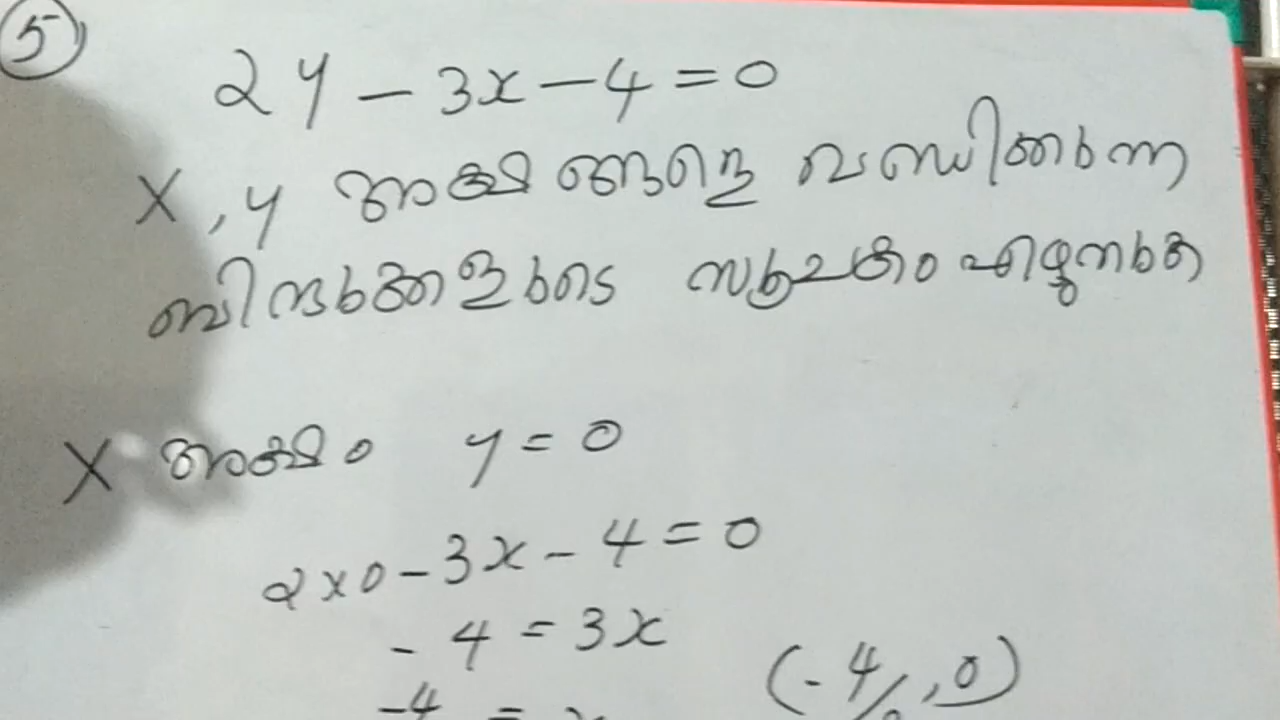 5
2y - 3x - 4 = 0
x, y അക്ഷങ്ങളെ ഖണ്ഡിക്കുന്ന
ബിന്ദുക്കളുടെ സൂചകം എഴുതുക
X അക്ഷം y = 0
2 x 0 - 3x - 4 = 0
- 4 = 3x
(- 4/ , 0)
-4 =